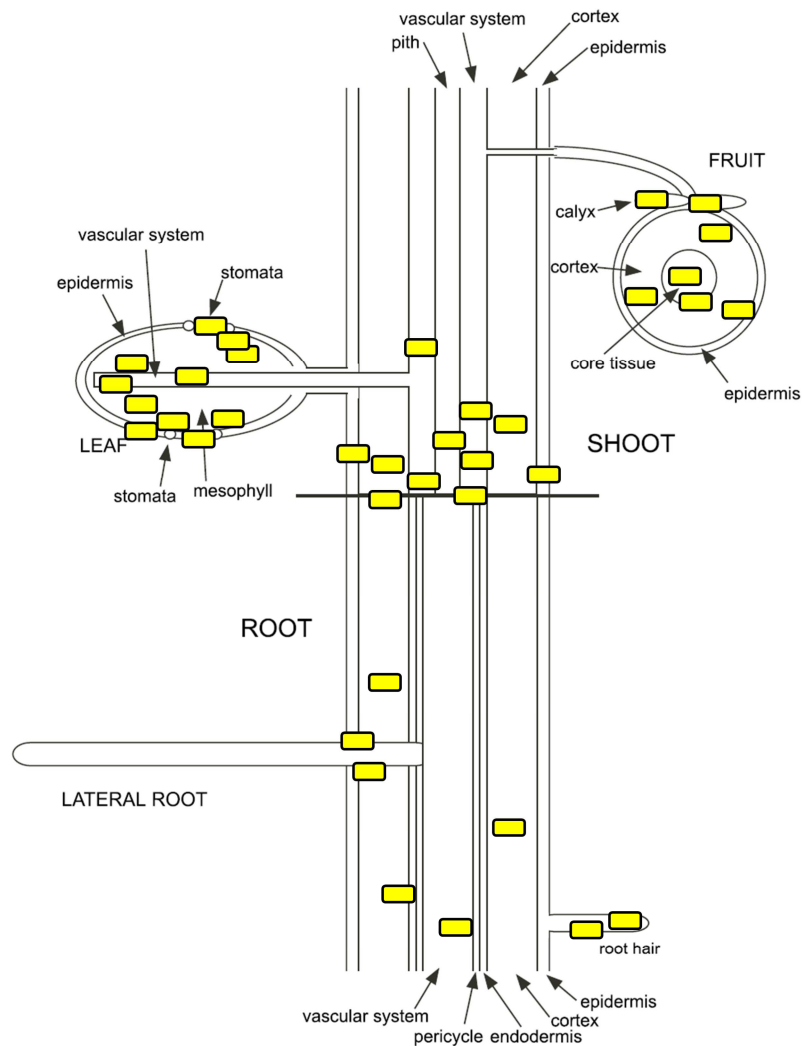 cortex
vascular system
epidermis
pith
FRUIT
calyx
vascular system
stomata
cortex
epidermis
core tissue
epidermis
LEAF
SHOOT
stomata
mesophyll
ROOT
LATERAL ROOT
root hair
epidermis
vascular system
cortex
pericycle
endodermis